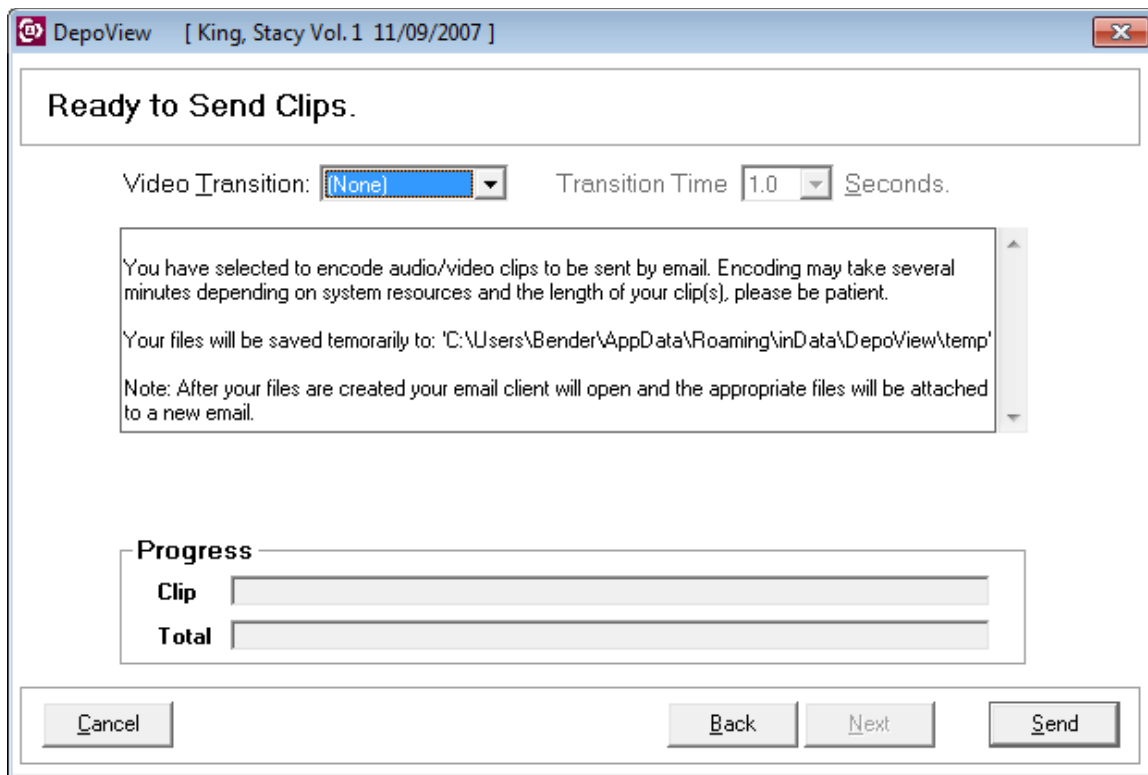 DepoView [ King, Stacy Vol. 1 11/09/2007 ]
Ready to Send Clips.
Video Transition: (None) Transition Time 1.0 Seconds.
You have selected to encode audio/video clips to be sent by email. Encoding may take several
minutes depending on system resources and the length of your clip(s), please be patient.
Your files will be saved temorarily to: 'C:\Users\Bender\AppData\Roaming\inData\DepoView\temp'
Note: After your files are created your email client will open and the appropriate files will be attached
to a new email.
Progress
Clip
Total
Cancel Back Next Send